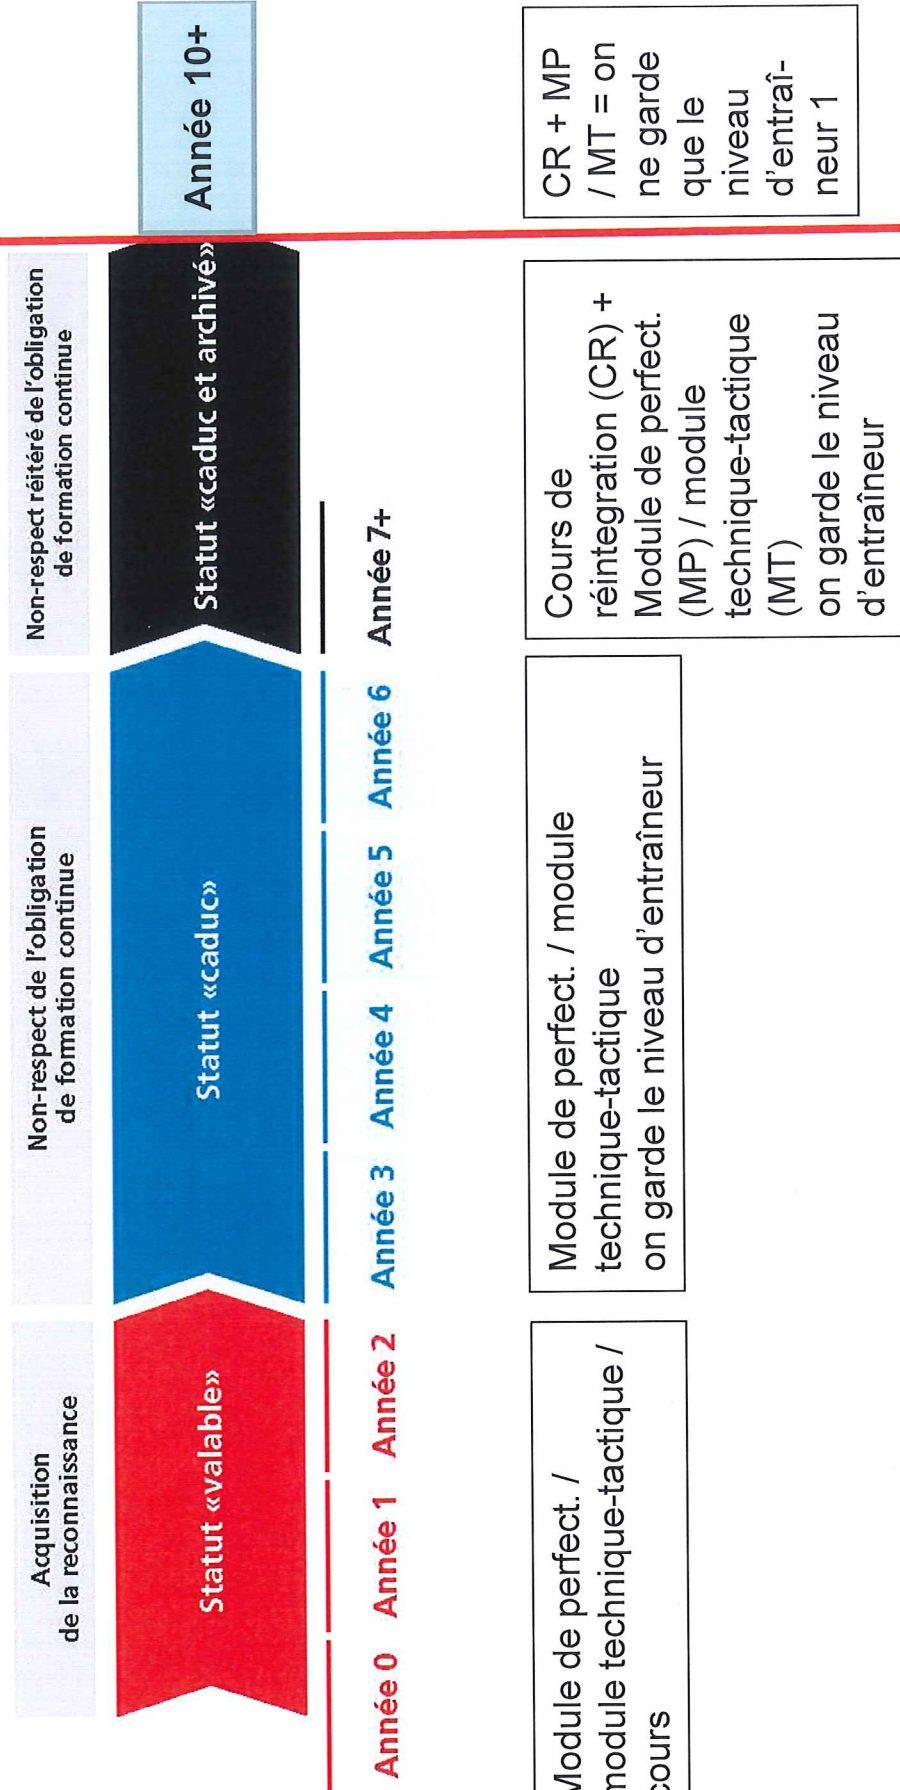 Acquisition
de la reconnaissance
Non-respect de l'obligation
de formation continue
Non-respect réitéré de l'obligation
de formation continue
Statut «valable»
Statut «caduc»
Statut «caduc et archivé»
Année 10+
Année 0
Année 1
Année 2
Année 3
Année 4
Année 5
Année 6
Année 7+
Module de perfect. /
module technique-tactique /
cours
Module de perfect. / module
technique-tactique
on garde le niveau d'entraîneur
Cours de
réintegration (CR) +
Module de perfect.
(MP) / module
technique-tactique
(MT)
on garde le niveau
d'entraîneur
CR + MP
/ MT = on
ne garde
que le
niveau
d'entraî-
neur 1